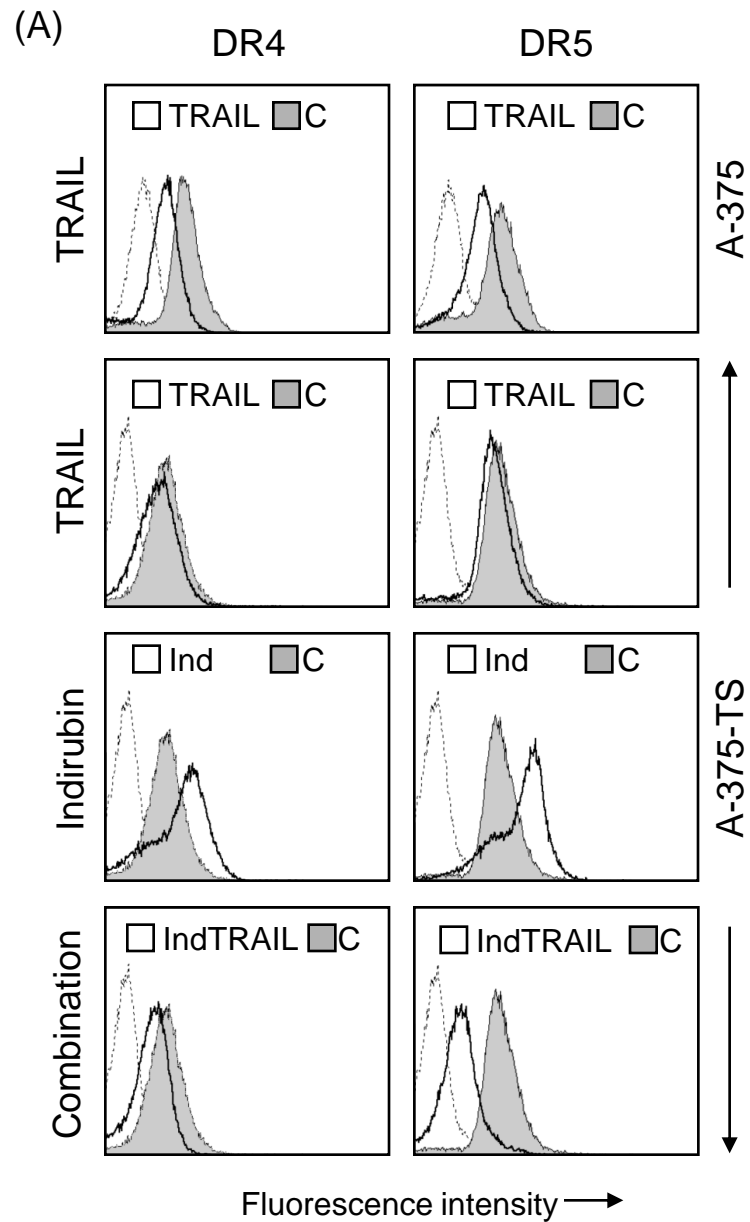 (A)
DR4
DR5
TRAIL
TRAIL C
TRAIL C
A-375
TRAIL
TRAIL C
TRAIL C
Indirubin
Ind C
Ind C
A-375-TS
Combination
IndTRAIL C
IndTRAIL C
Fluorescence intensity